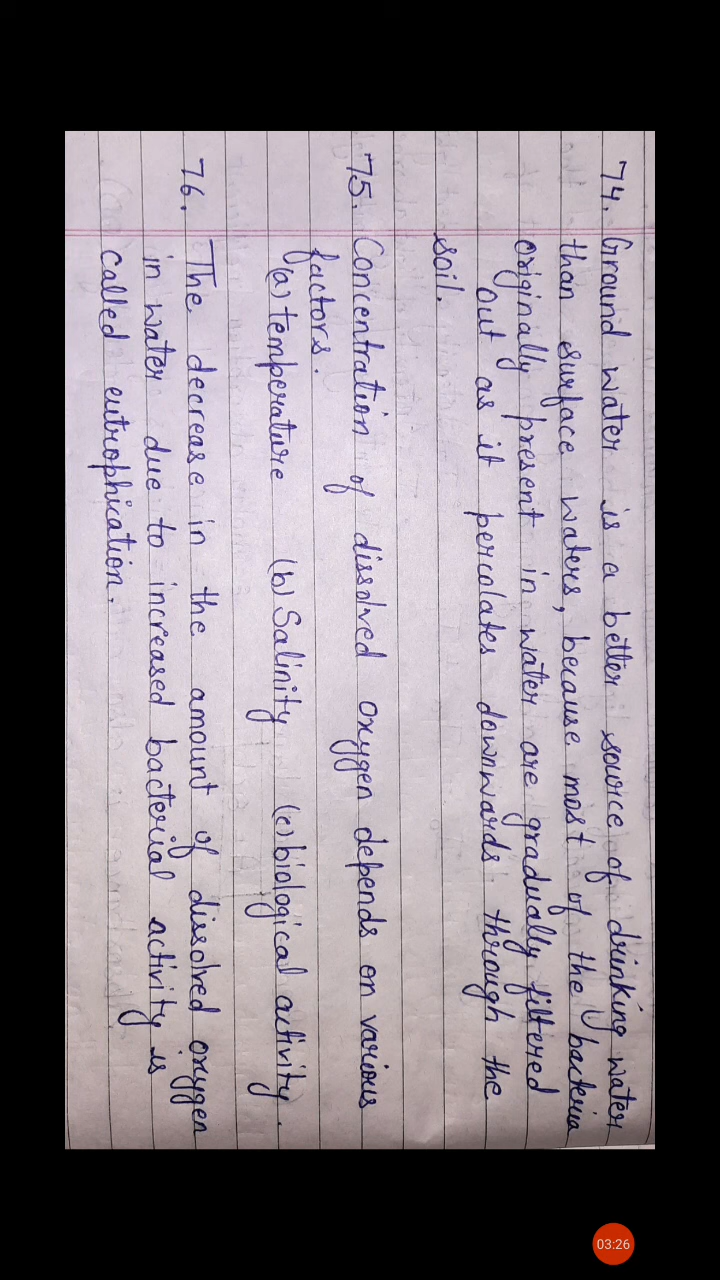 74. Ground water is a better source of drinking water
than surface waters, because most of the bacteria
originally present in water are gradually filtered
out as it percolates downwards through the
soil.
75. Concentration of dissolved oxygen depends on various
factors.
(a) temperature (b) Salinity (c) biological activity.
76. The decrease in the amount of dissolved oxygen
in water due to increased bacterial activity is
called eutrophication.
03:26